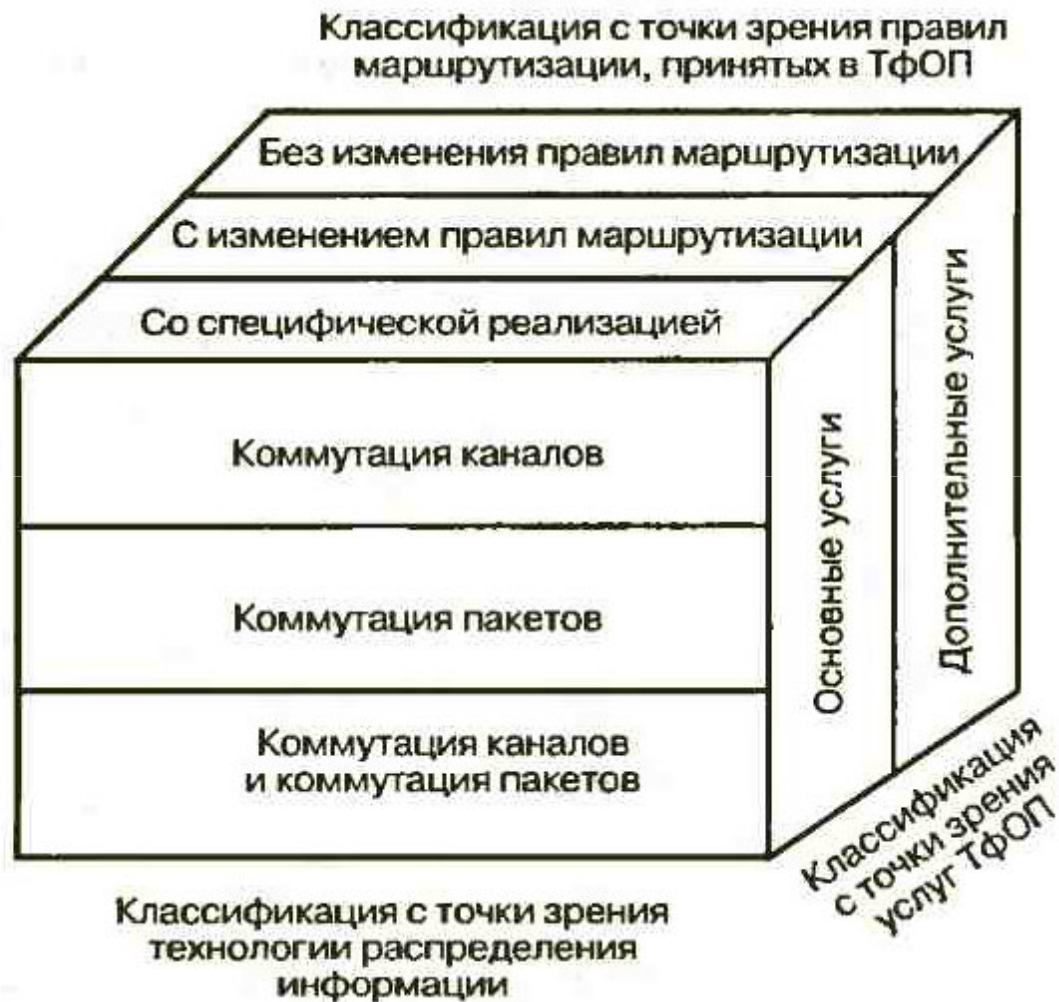 Классификация с точки зрения правил
маршрутизации, принятых в ТфОП
Без изменения правил маршрутизации
С изменением правил маршрутизации
Со специфической реализацией
Коммутация каналов
Коммутация пакетов
Коммутация каналов
и коммутация пакетов
Основные услуги
Дополнительные услуги
Классификация
с точки зрения
услуг ТфОП
Классификация с точки зрения
технологии распределения
информации